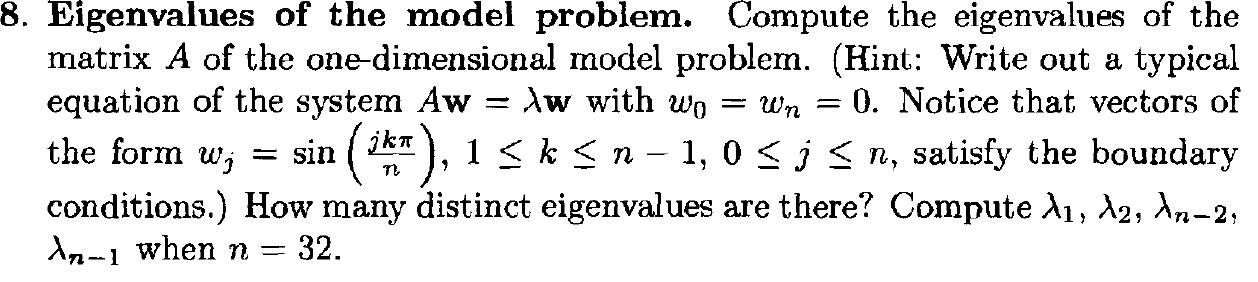 8. Eigenvalues of the model problem. Compute the eigenvalues of the
matrix A of the one-dimensional model problem. (Hint: Write out a typical
equation of the system Aw = λw with w₀ = wₙ = 0. Notice that vectors of
the form wⱼ = sin (jkπ/n), 1 ≤ k ≤ n − 1, 0 ≤ j ≤ n, satisfy the boundary
conditions.) How many distinct eigenvalues are there? Compute λ₁, λ₂, λₙ₋₂,
λₙ₋₁ when n = 32.